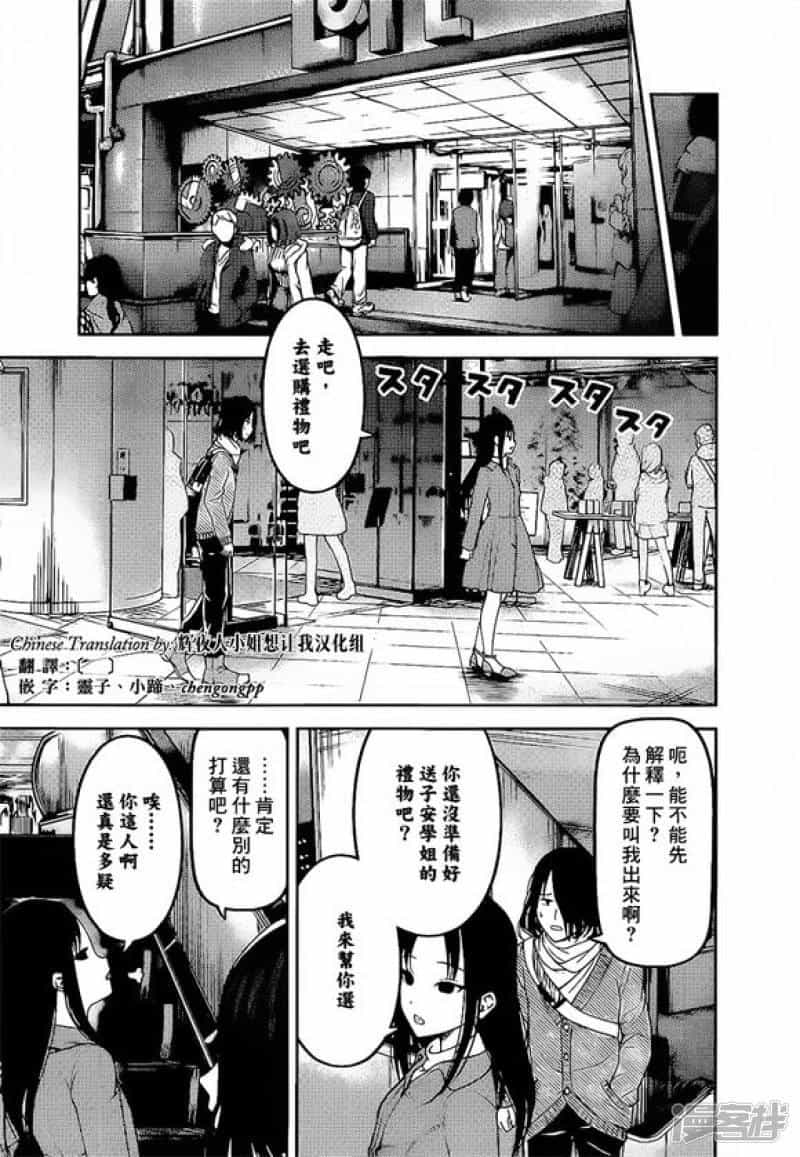 走吧，
去選購禮物吧
スタ
スタ
スタ
スタ
Chinese Translation by: 辉夜大小姐想让我汉化组
翻譯：〔 〕
嵌字：靈子、小蹄、chengongpp
呃，能不能先
解釋一下？
為什麼要叫我出來啊？
你還沒準備好
送子安學姐的
禮物吧？
我來幫你選
……肯定
還有什麼別的
打算吧？
唉……
你這人啊
還真是多疑
漫客栈